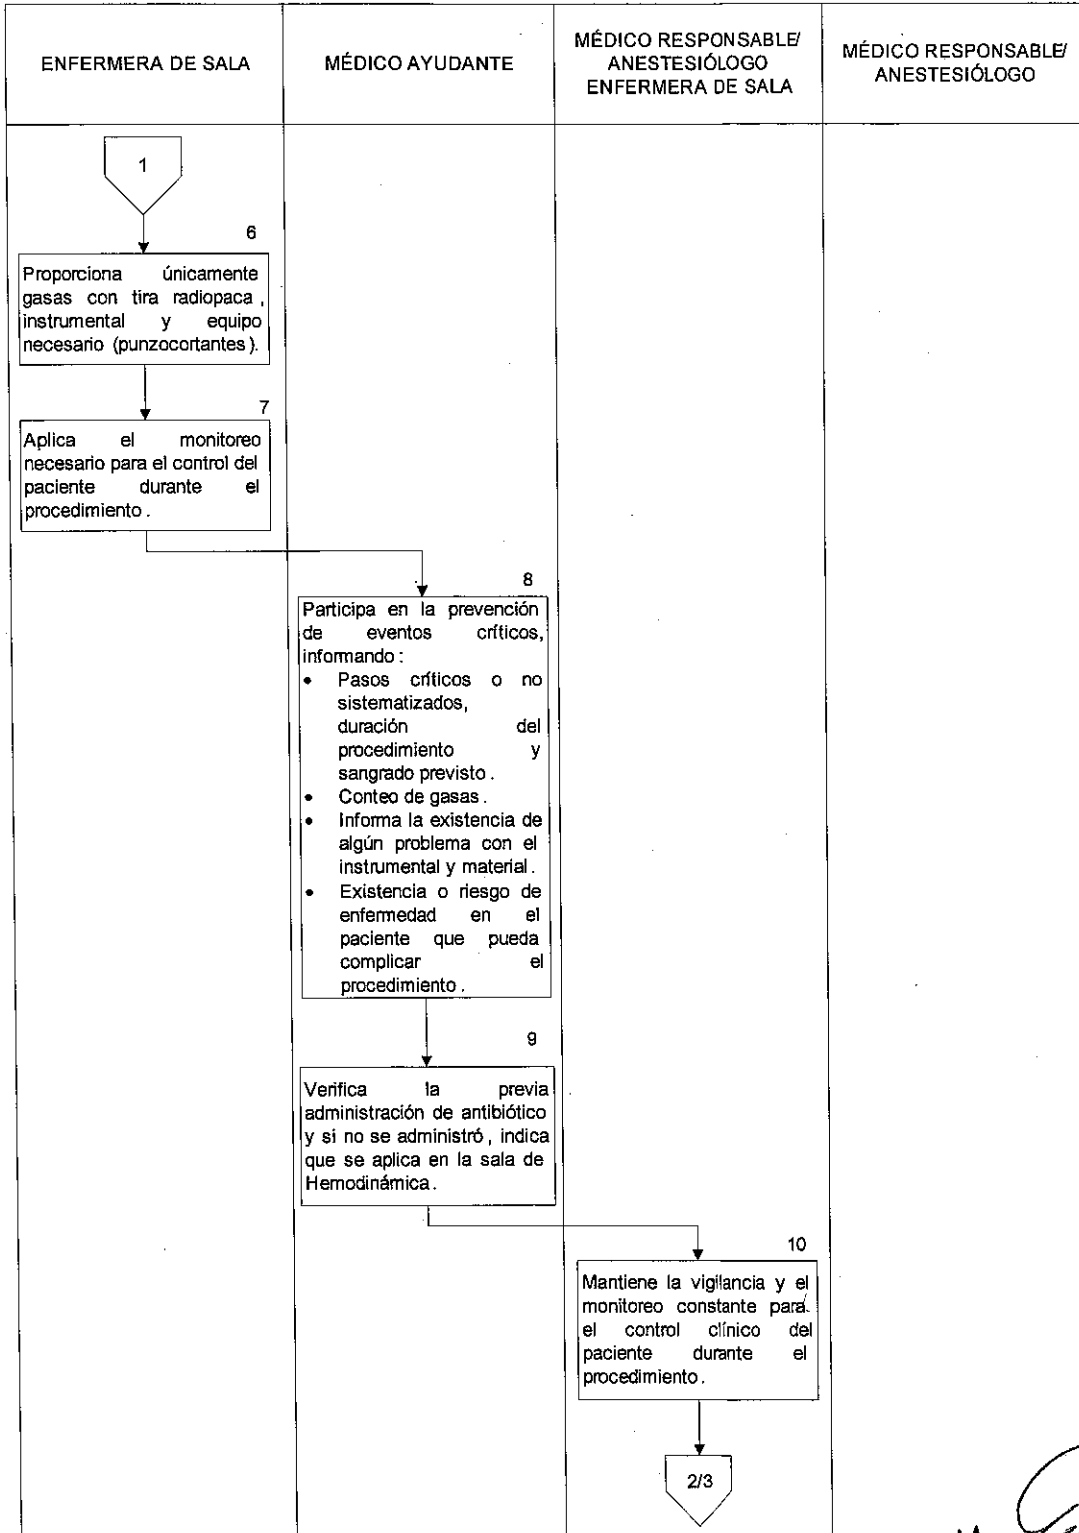 ENFERMERA DE SALA
MÉDICO AYUDANTE
MÉDICO RESPONSABLE/
ANESTESIÓLOGO
ENFERMERA DE SALA
MÉDICO RESPONSABLE/
ANESTESIÓLOGO
1
6
Proporciona únicamente
gasas con tira radiopaca ,
instrumental y equipo
necesario (punzocortantes).
7
Aplica el monitoreo
necesario para el control del
paciente durante el
procedimiento .
8
Participa en la prevención
de eventos críticos,
informando :
• Pasos críticos o no
sistematizados,
duración del
procedimiento y
sangrado previsto .
• Conteo de gasas .
• Informa la existencia de
algún problema con el
instrumental y material .
• Existencia o riesgo de
enfermedad en el
paciente que pueda
complicar el
procedimiento .
9
Verifica la previa
administración de antibiótico
y si no se administró , indica
que se aplica en la sala de
Hemodinámica .
10
Mantiene la vigilancia y el
monitoreo constante para
el control clínico del
paciente durante el
procedimiento .
2/3